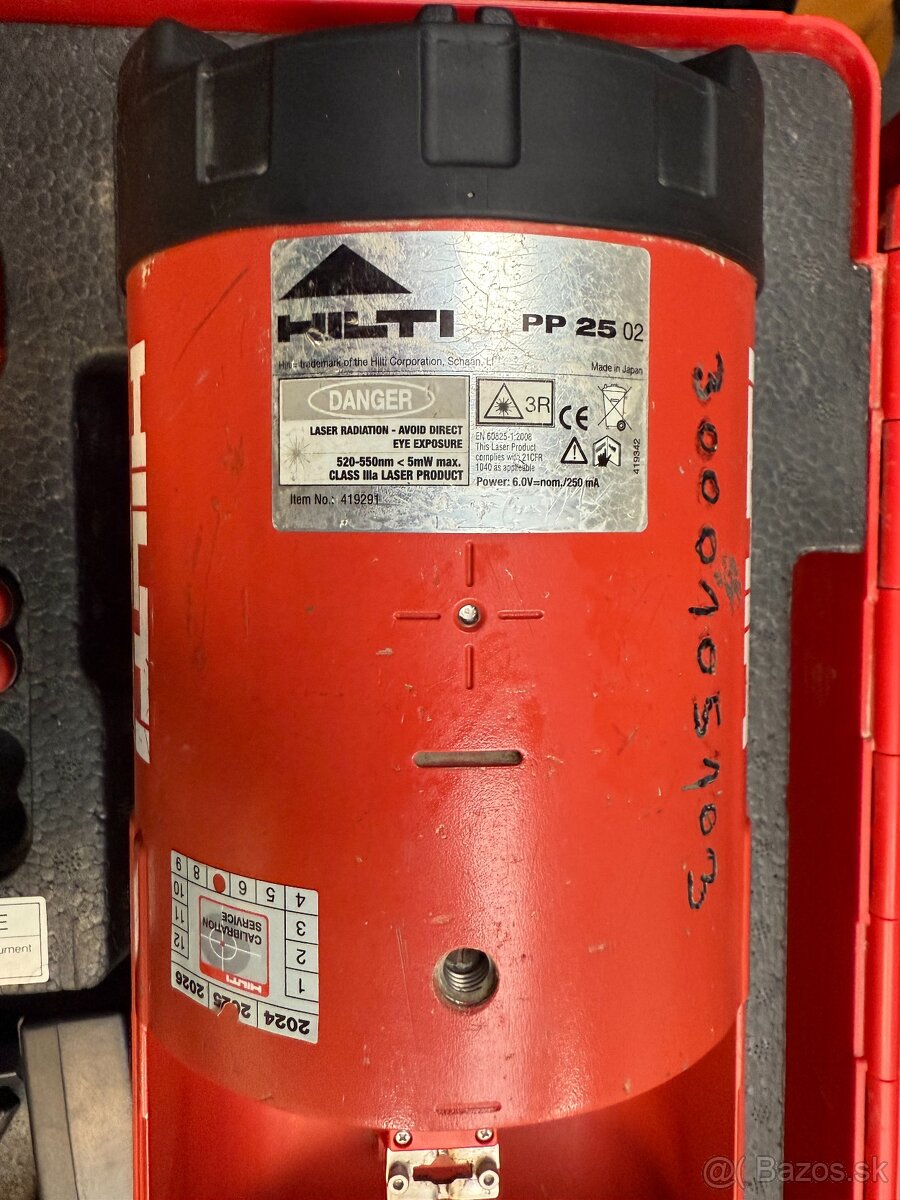 HILTI
PP 25 02
Hilti= trademark of the Hilti Corporation, Schaan, LI
Made in Japan
DANGER
LASER RADIATION - AVOID DIRECT
EYE EXPOSURE
520-550nm < 5mW max.
CLASS IIIa LASER PRODUCT
Item No.: 419291
3R
CE
EN 60825-1:2008
This Laser Product
complies with 21CFR
1040 as applicable
Power: 6.0V=nom./250 mA
419342
HILTI
300010501403
4 5 6 8 9
3 10
2 11
1 12
CALIBRATION
SERVICE
HILTI
2024 2025 2026
E
ument
@( Bazos.sk